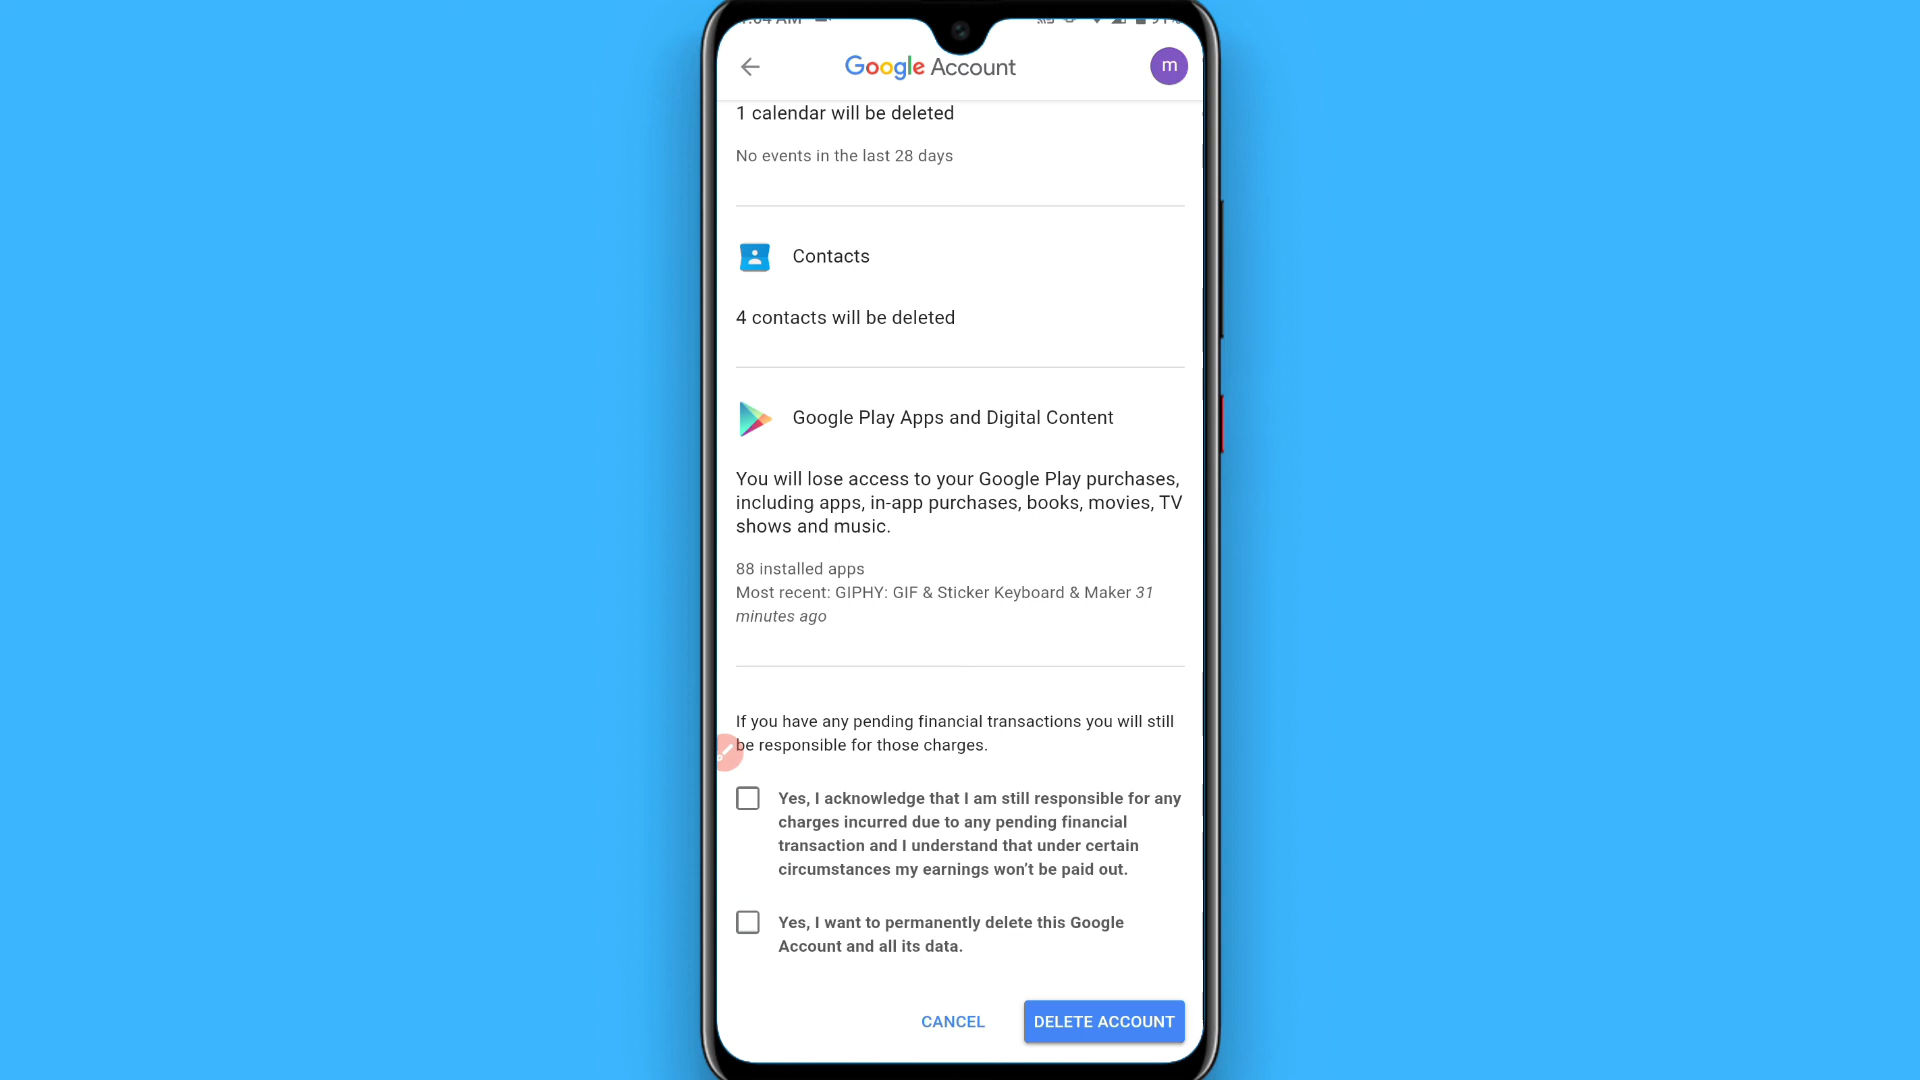 Google Account
m
1 calendar will be deleted
No events in the last 28 days
Contacts
4 contacts will be deleted
Google Play Apps and Digital Content
You will lose access to your Google Play purchases,
including apps, in-app purchases, books, movies, TV
shows and music.
88 installed apps
Most recent: GIPHY: GIF & Sticker Keyboard & Maker 31
minutes ago
If you have any pending financial transactions you will still
be responsible for those charges.
Yes, I acknowledge that I am still responsible for any
charges incurred due to any pending financial
transaction and I understand that under certain
circumstances my earnings won’t be paid out.
Yes, I want to permanently delete this Google
Account and all its data.
CANCEL
DELETE ACCOUNT